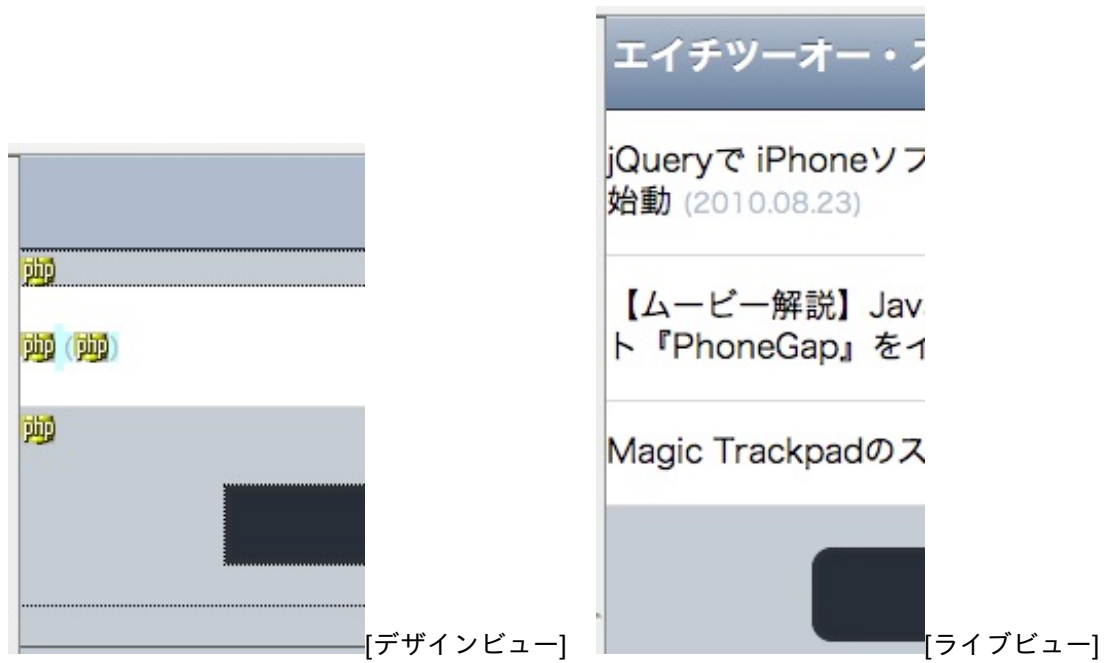 php
php (php)
php
[デザインビュー]
エイチツーオー・
jQueryで iPhoneソフ
始動 (2010.08.23)
【ムービー解説】Jav
ト『PhoneGap』をイ
Magic Trackpadのス
[ライブビュー]